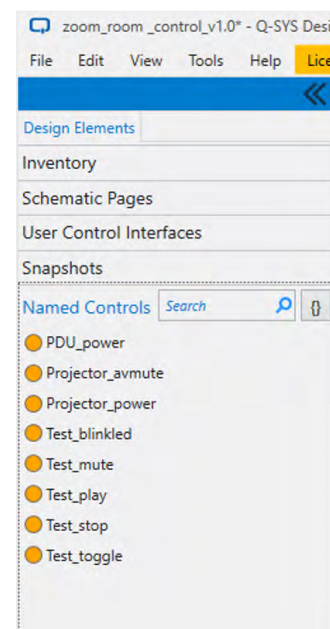 zoom_room _control_v1.0* - Q-SYS Desi
File Edit View Tools Help Lice
Design Elements
Inventory
Schematic Pages
User Control Interfaces
Snapshots
Named Controls Search {}
PDU_power
Projector_avmute
Projector_power
Test_blinkled
Test_mute
Test_play
Test_stop
Test_toggle